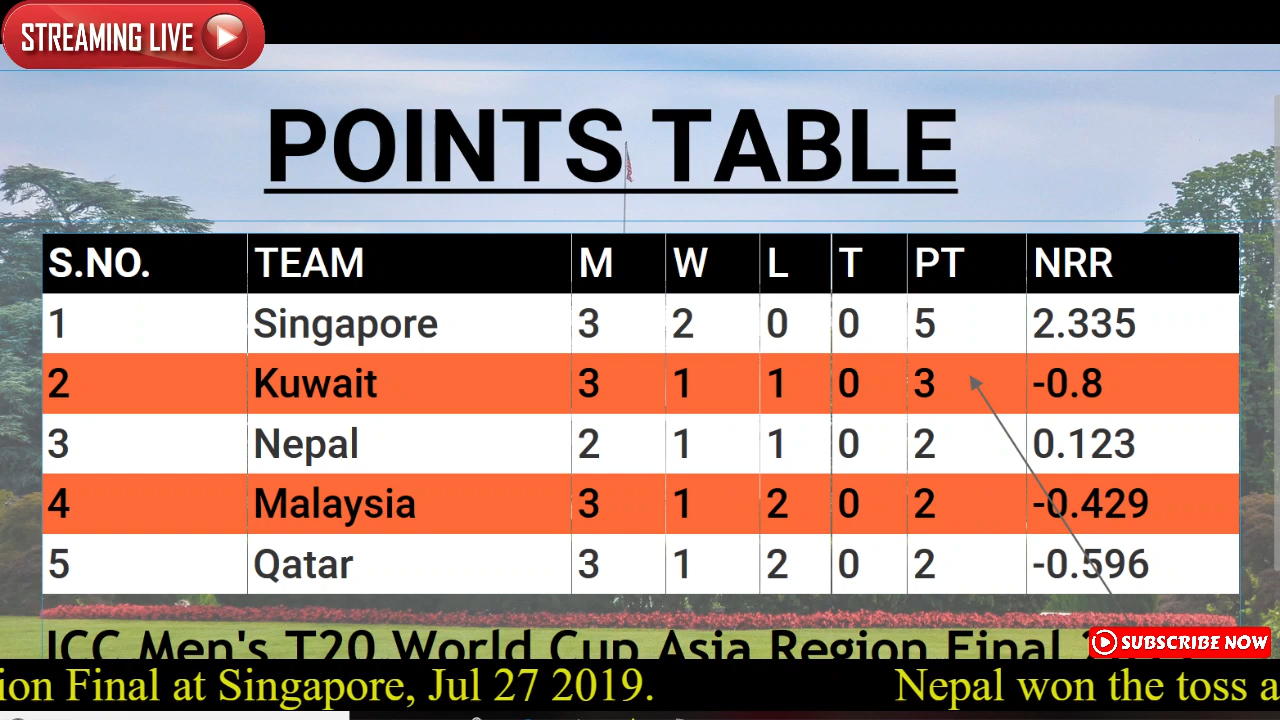 STREAMING LIVE
POINTS TABLE
S.NO. TEAM M W L T PT NRR
1 Singapore 3 2 0 0 5 2.335
2 Kuwait 3 1 1 0 3 -0.8
3 Nepal 2 1 1 0 2 0.123
4 Malaysia 3 1 2 0 2 -0.429
5 Qatar 3 1 2 0 2 -0.596
ICC Men's T20 World Cup Asia Region Final
SUBSCRIBE NOW
ion Final at Singapore, Jul 27 2019. Nepal won the toss a